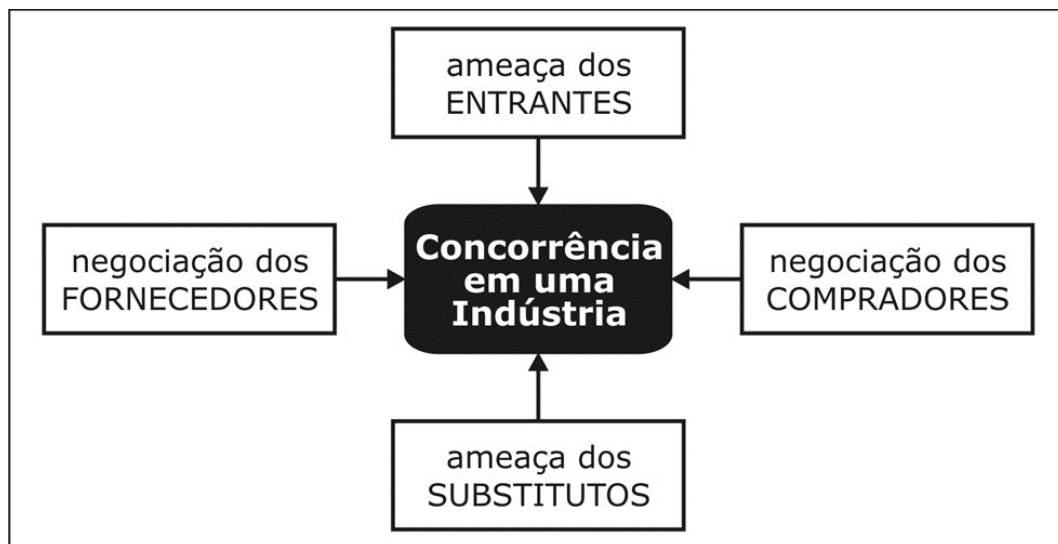 ameaça dos
ENTRANTES
negociação dos
FORNECEDORES
Concorrência
em uma
Indústria
negociação dos
COMPRADORES
ameaça dos
SUBSTITUTOS